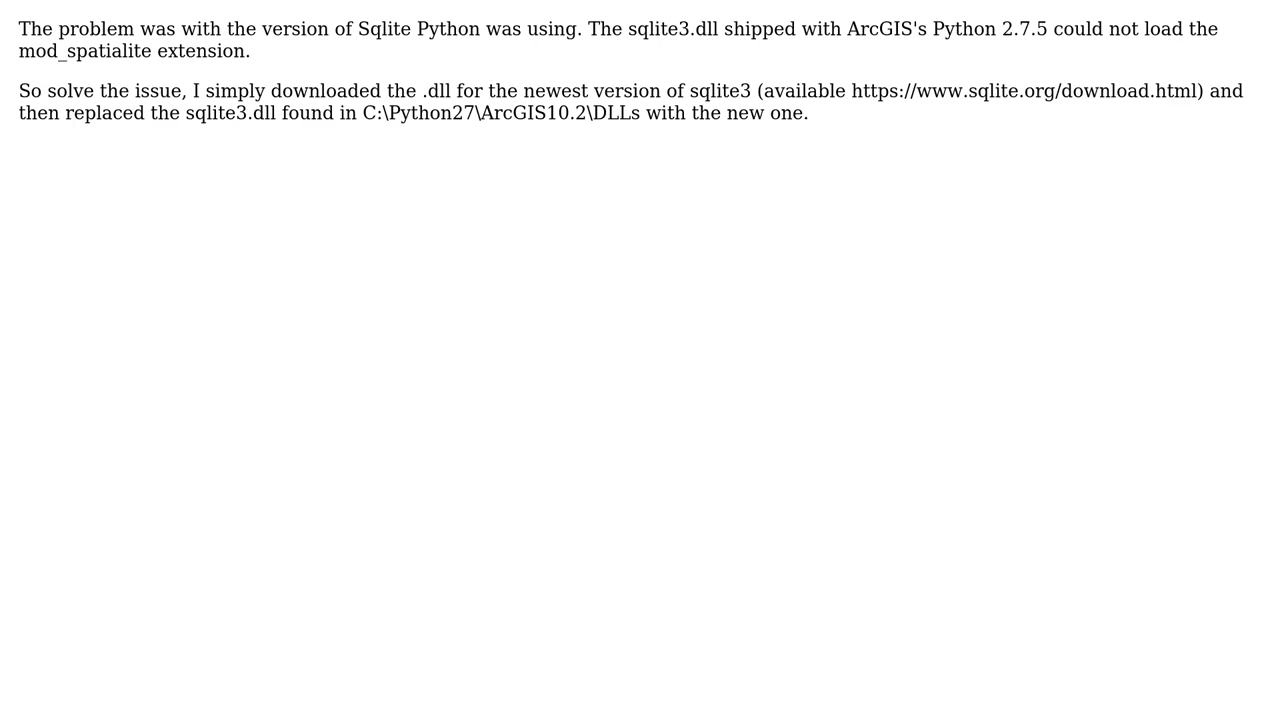 The problem was with the version of Sqlite Python was using. The sqlite3.dll shipped with ArcGIS's Python 2.7.5 could not load the
mod_spatialite extension.
So solve the issue, I simply downloaded the .dll for the newest version of sqlite3 (available https://www.sqlite.org/download.html) and
then replaced the sqlite3.dll found in C:\Python27\ArcGIS10.2\DLLs with the new one.